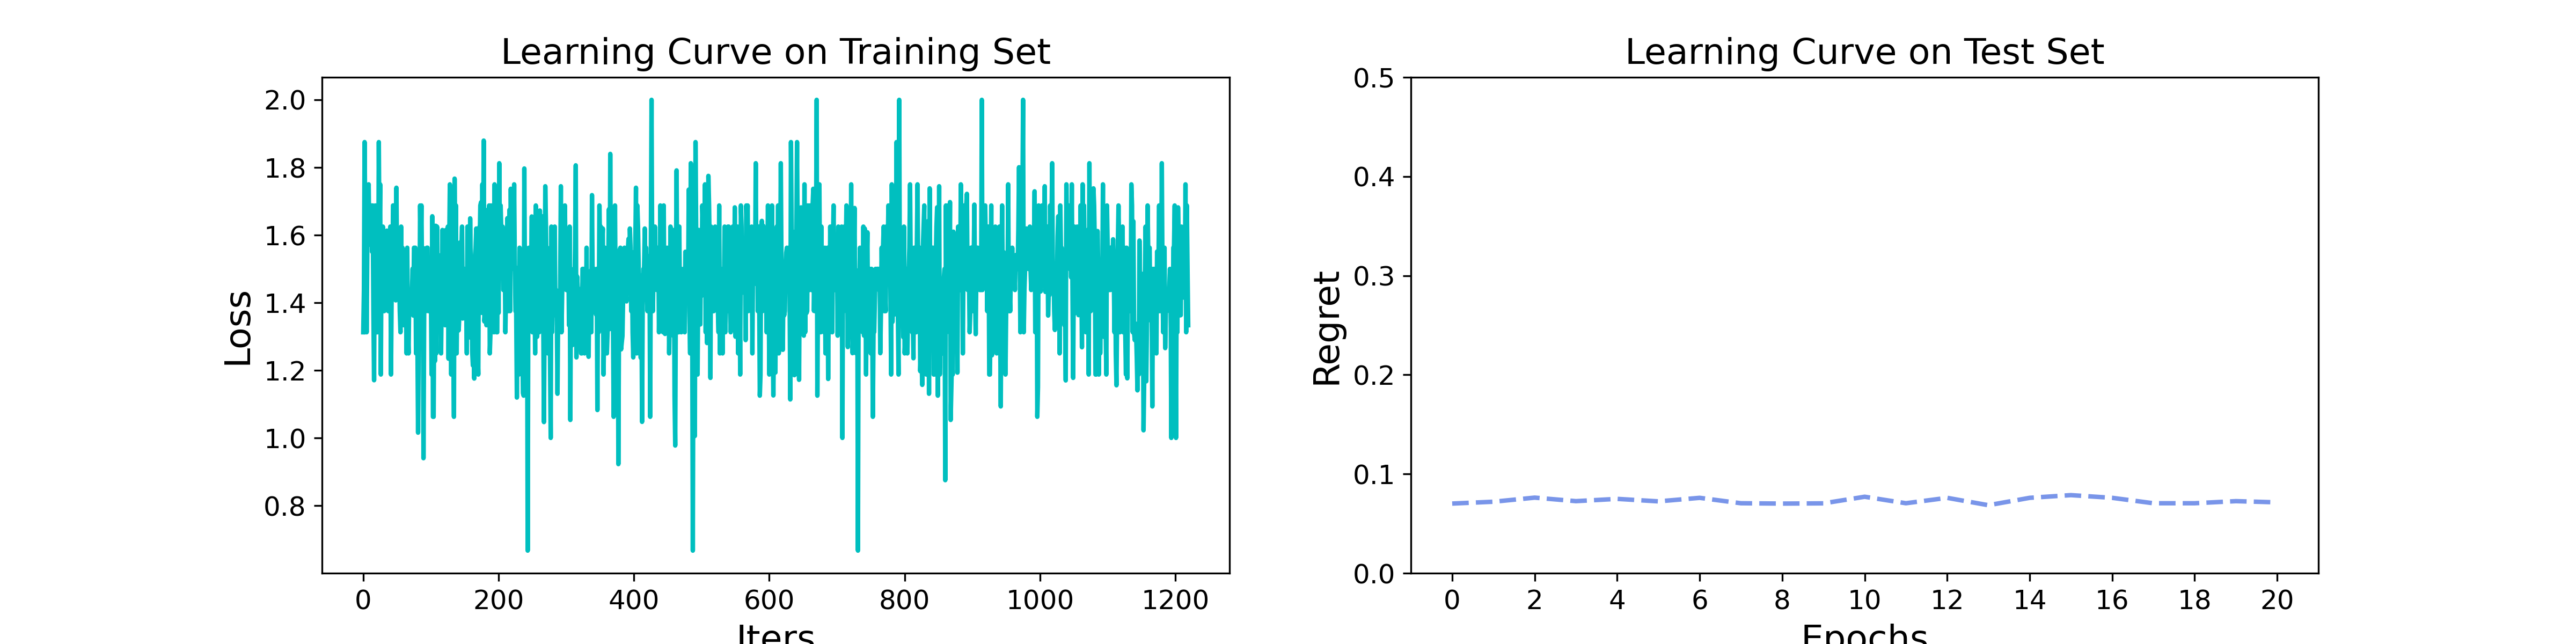 Learning Curve on Training Set
2.0
1.8
1.6
1.4
1.2
1.0
0.8
Loss
0 200 400 600 800 1000 1200
Iters
Learning Curve on Test Set
0.5
0.4
0.3
0.2
0.1
0.0
Regret
0 2 4 6 8 10 12 14 16 18 20
Epochs